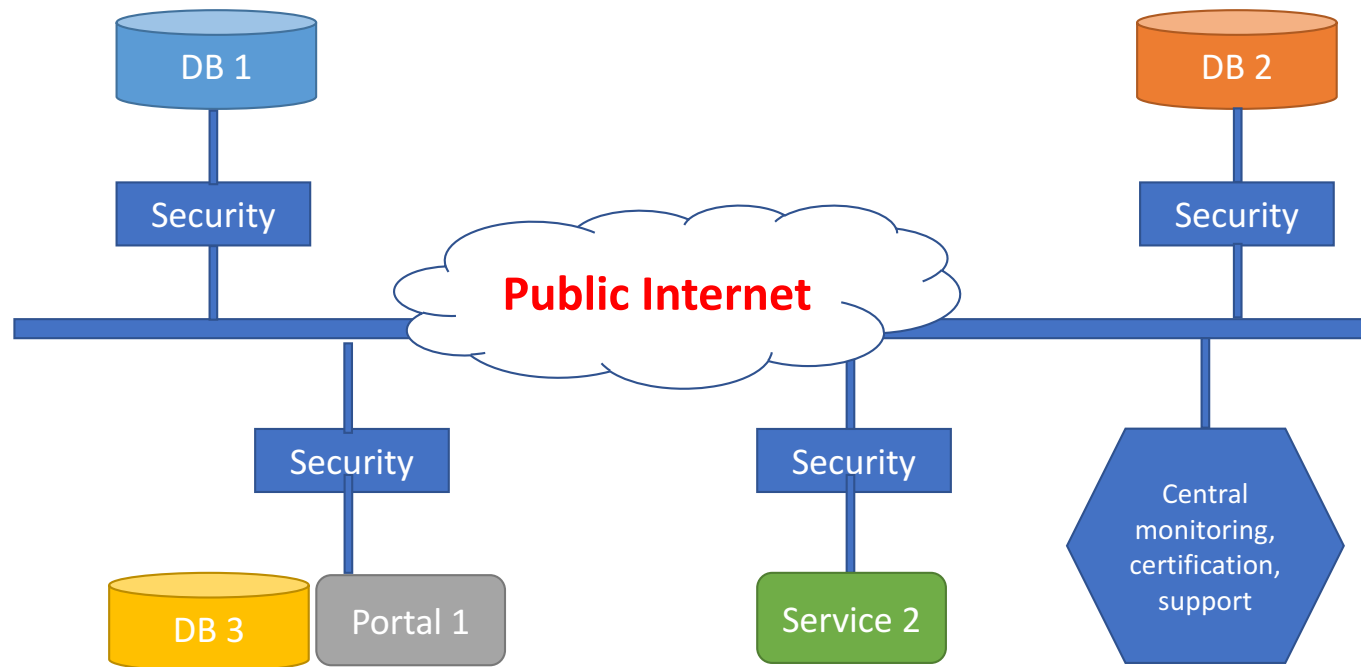 DB 1
DB 2
Security
Security
Public Internet
Security
Security
Central
monitoring,
certification,
support
DB 3
Portal 1
Service 2